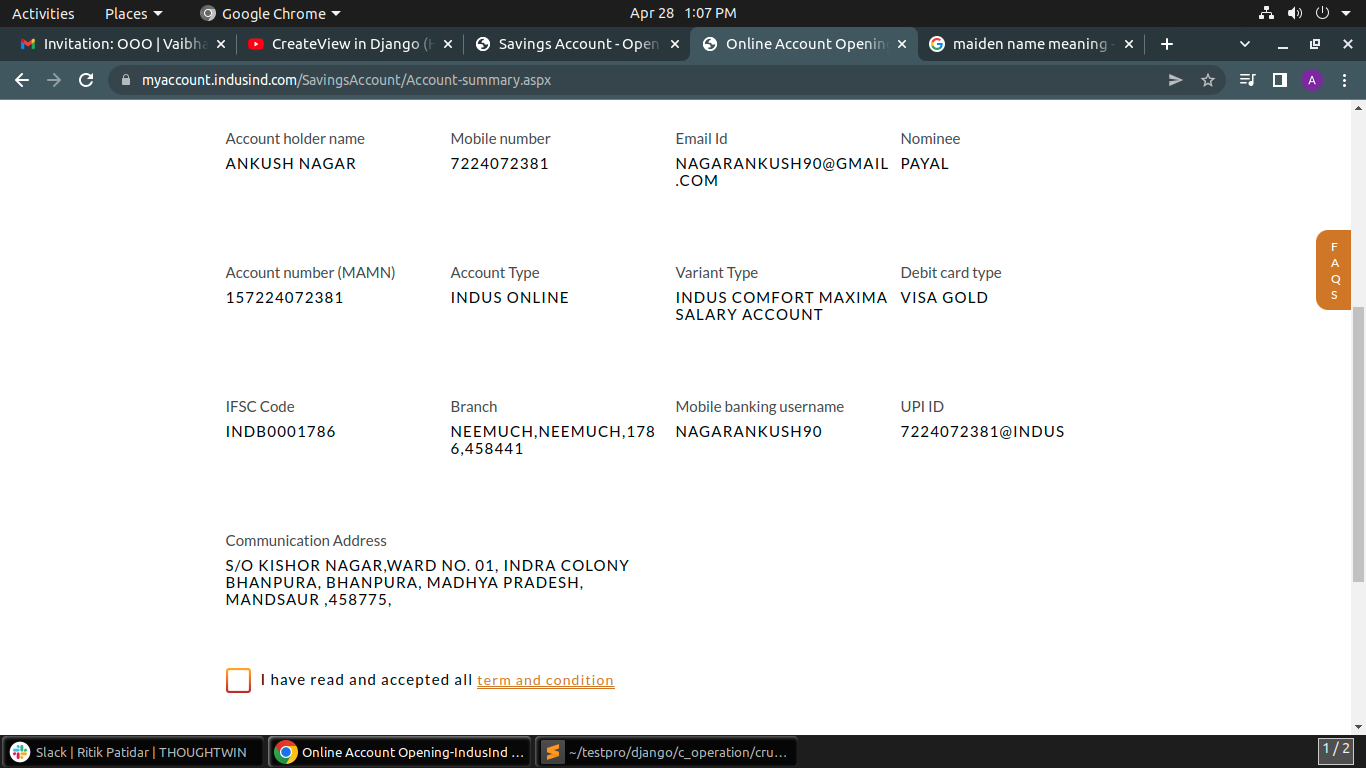 Activities Places Google Chrome Apr 28 1:07 PM
Invitation: OOO | Vaibha CreateView in Django ( Savings Account - Open Online Account Opening maiden name meaning -
myaccount.indusind.com/SavingsAccount/Account-summary.aspx A
Account holder name Mobile number Email Id Nominee
ANKUSH NAGAR 7224072381 NAGARANKUSH90@GMAIL PAYAL
.COM
FAQS
Account number (MAMN) Account Type Variant Type Debit card type
157224072381 INDUS ONLINE INDUS COMFORT MAXIMA VISA GOLD
SALARY ACCOUNT
IFSC Code Branch Mobile banking username UPI ID
INDB0001786 NEEMUCH,NEEMUCH,178 NAGARANKUSH90 7224072381@INDUS
6,458441
Communication Address
S/O KISHOR NAGAR,WARD NO. 01, INDRA COLONY
BHANPURA, BHANPURA, MADHYA PRADESH,
MANDSAUR ,458775,
I have read and accepted all term and condition
Slack | Ritik Patidar | THOUGHTWIN Online Account Opening-IndusInd ... ~/testpro/django/c_operation/cru... 1 / 2